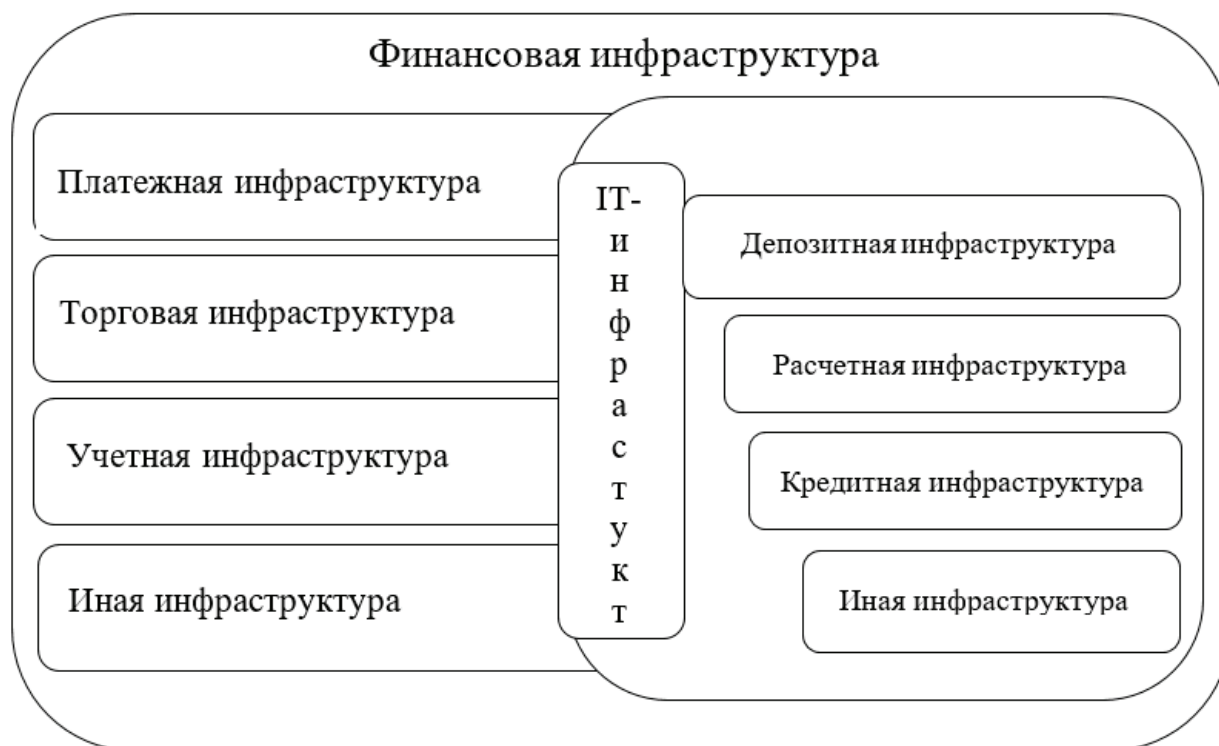 Финансовая инфраструктура
Платежная инфраструктура
Торговая инфраструктура
Учетная инфраструктура
Иная инфраструктура
IT-
и
н
ф
р
а
с
т
у
к
т
Депозитная инфраструктура
Расчетная инфраструктура
Кредитная инфраструктура
Иная инфраструктура